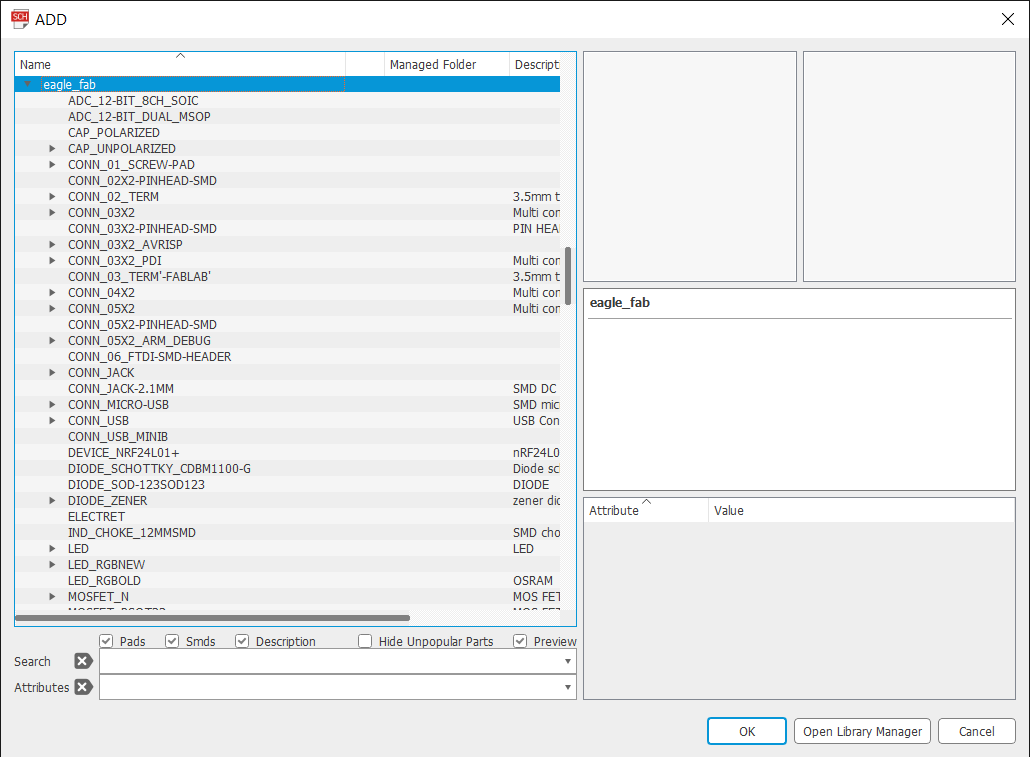 SCH ADD
Name Managed Folder Descript
eagle_fab
ADC_12-BIT_8CH_SOIC
ADC_12-BIT_DUAL_MSOP
CAP_POLARIZED
CAP_UNPOLARIZED
CONN_01_SCREW-PAD
CONN_02X2-PINHEAD-SMD
CONN_02_TERM 3.5mm t
CONN_03X2 Multi con
CONN_03X2-PINHEAD-SMD PIN HEA
CONN_03X2_AVRISP
CONN_03X2_PDI Multi con
CONN_03_TERM'-FABLAB' 3.5mm t
CONN_04X2 Multi con
CONN_05X2 Multi con
CONN_05X2-PINHEAD-SMD
CONN_05X2_ARM_DEBUG
CONN_06_FTDI-SMD-HEADER
CONN_JACK
CONN_JACK-2.1MM SMD DC
CONN_MICRO-USB SMD mic
CONN_USB USB Con
CONN_USB_MINIB
DEVICE_NRF24L01+ nRF24L0
DIODE_SCHOTTKY_CDBM1100-G Diode sc
DIODE_SOD-123SOD123 DIODE
DIODE_ZENER zener dio
ELECTRET
IND_CHOKE_12MMSMD SMD cho
LED LED
LED_RGBNEW
LED_RGBOLD OSRAM
MOSFET_N MOS FET
eagle_fab
Attribute Value
Pads Smds Description Hide Unpopular Parts Preview
Search
Attributes
OK Open Library Manager Cancel